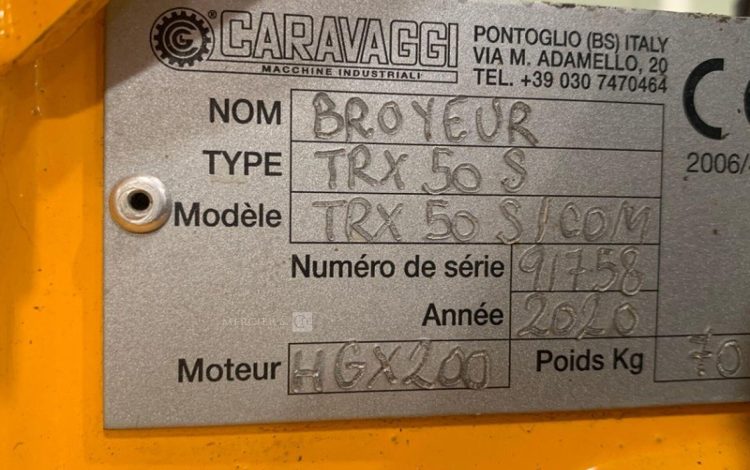 CARAVAGGI
MACCHINE INDUSTRIALI
PONTOGLIO (BS) ITALY
VIA M. ADAMELLO, 20
TEL. +39 030 7470464
NOM BROYEUR
TYPE TRX 50 S
Modèle TRX 50 S/COM
2006/
Numéro de série 91758
Année 2020
Moteur HGX200 Poids Kg